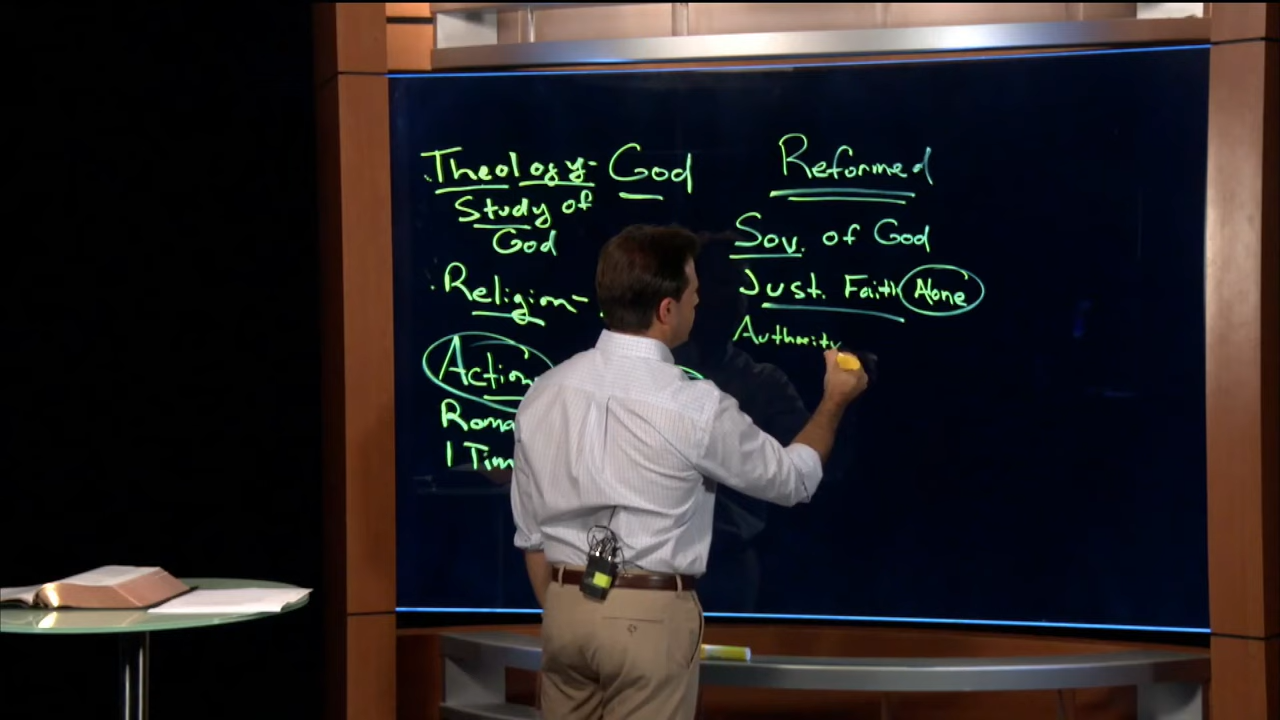 Theology- God
Study of
God
. Religion-
Action
Roma
1 Tim
Reformed
Sov. of God
Just. Faith Alone
Authority